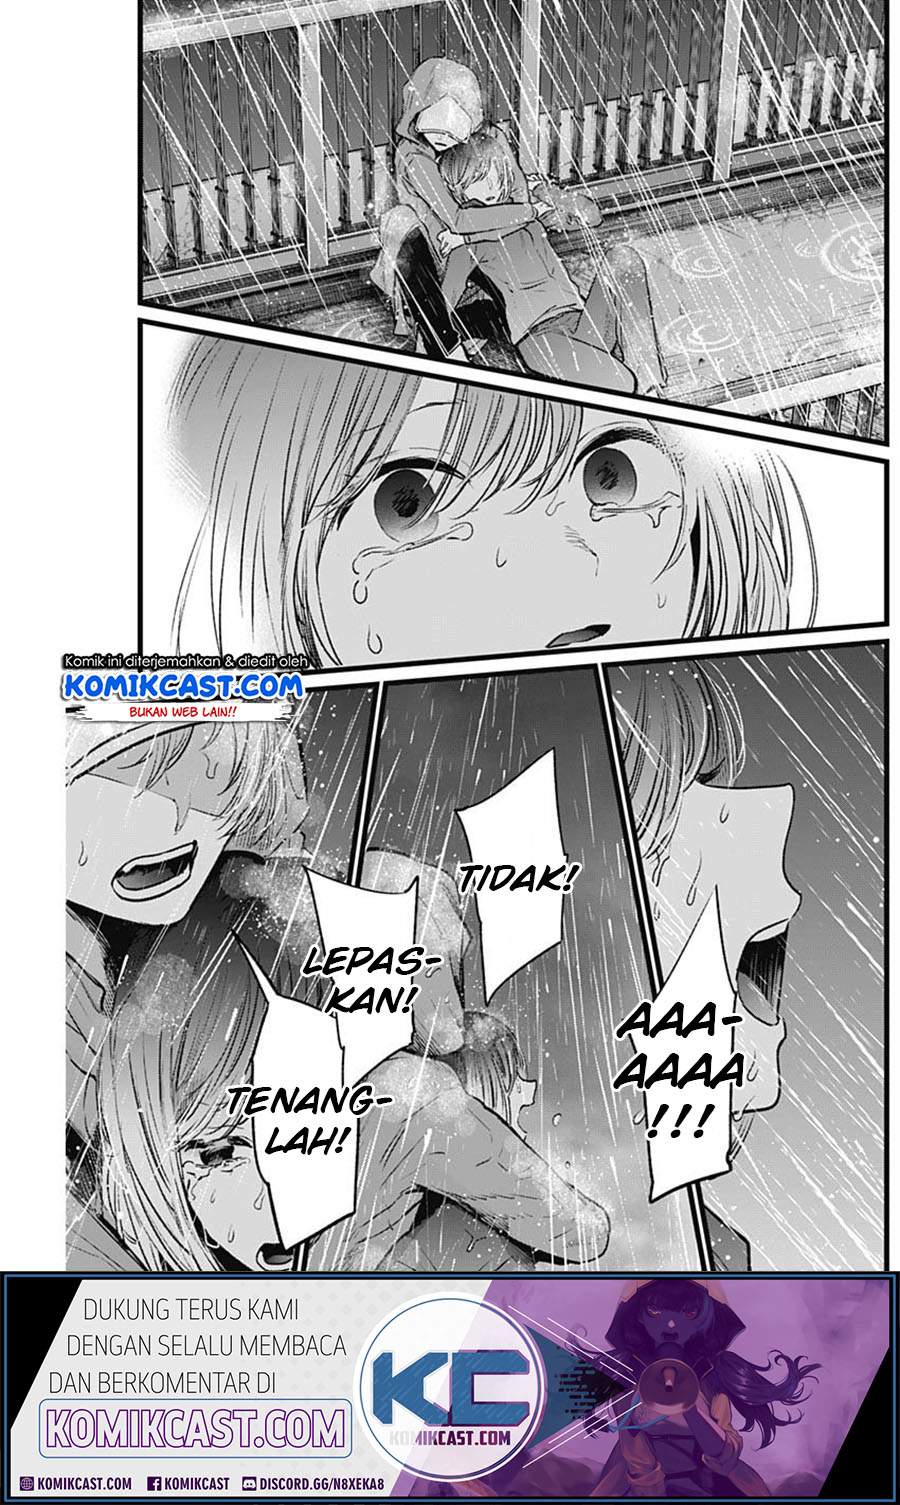 Komik ini diterjemahkan & diedit oleh
KOMIKCAST.COM
BUKAN WEB LAIN!!
AAA-
AAAA
!!!
TIDAK!
LEPAS-
KAN!
TENANG-
LAH!
DUKUNG TERUS KAMI
DENGAN SELALU MEMBACA
DAN BERKOMENTAR DI
KOMIKCAST.COM
KC
KOMIKCAST.COM
KOMIKCAST.COM
KOMIKCAST
DISCORD.GG/N8XEKA8